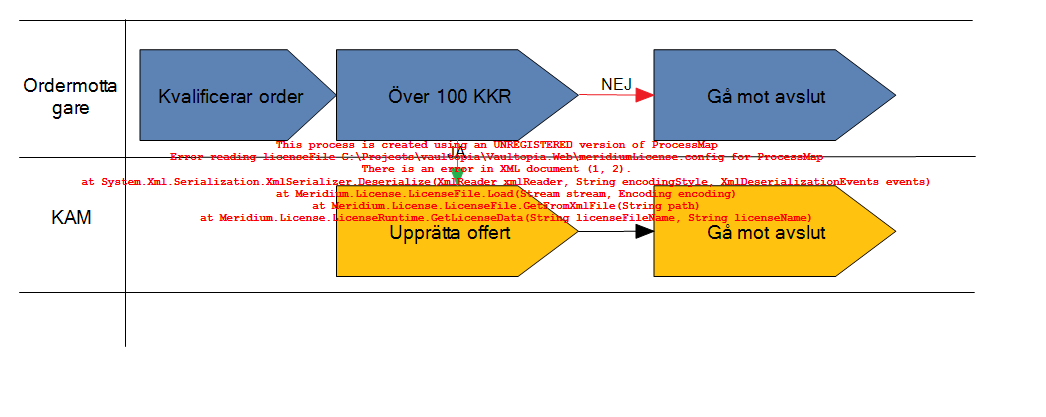 Ordermotta
gare
Kvalificerar order
Över 100 KKR
NEJ
Gå mot avslut
JA
This process is created using an UNREGISTERED version of ProcessMap
Error reading licenseFile C:\Projects\vaultopia\Vaultopia.Web\meridiumLicense.config for ProcessMap
There is an error in XML document (1, 2).
at System.Xml.Serialization.XmlSerializer.Deserialize(XmlReader xmlReader, String encodingStyle, XmlDeserializationEvents events)
at Meridium.License.LicenseFile.Load(Stream stream, Encoding encoding)
at Meridium.License.LicenseFile.GetFromXmlFile(String path)
at Meridium.License.LicenseRuntime.GetLicenseData(String licenseFileName, String licenseName)
KAM
Upprätta offert
Gå mot avslut